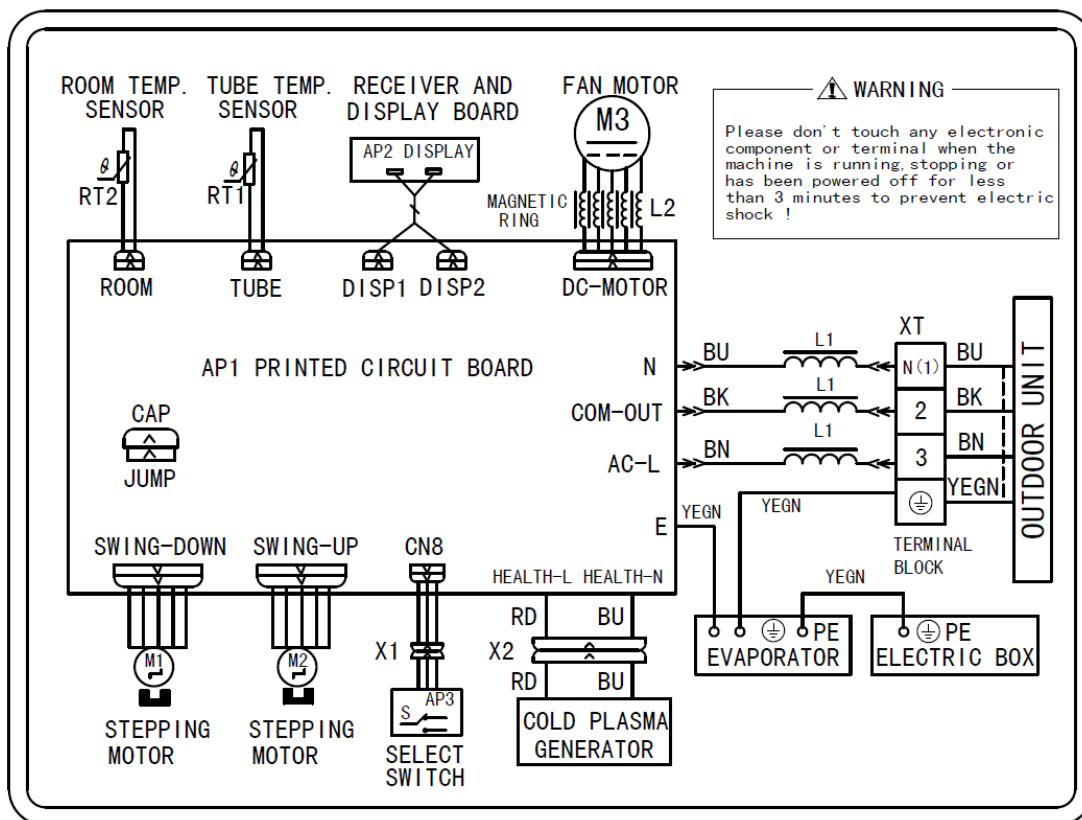 ROOM TEMP.
SENSOR
TUBE TEMP.
SENSOR
RECEIVER AND
DISPLAY BOARD
FAN MOTOR
WARNING
Please don't touch any electronic
component or terminal when the
machine is running,stopping or
has been powered off for less
than 3 minutes to prevent electric
shock !
AP2 DISPLAY
M3
θ
RT2
θ
RT1
MAGNETIC
RING
L2
ROOM
TUBE
DISP1
DISP2
DC-MOTOR
AP1 PRINTED CIRCUIT BOARD
XT
N
BU
L1
N(1)
BU
COM-OUT
BK
L1
2
BK
AC-L
BN
L1
3
BN
YEGN
OUTDOOR UNIT
CAP
JUMP
E
YEGN
YEGN
TERMINAL
BLOCK
SWING-DOWN
SWING-UP
CN8
HEALTH-L
HEALTH-N
YEGN
RD
BU
PE
EVAPORATOR
PE
ELECTRIC BOX
M1
M2
X1
X2
RD
BU
S
AP3
STEPPING
MOTOR
STEPPING
MOTOR
SELECT
SWITCH
COLD PLASMA
GENERATOR